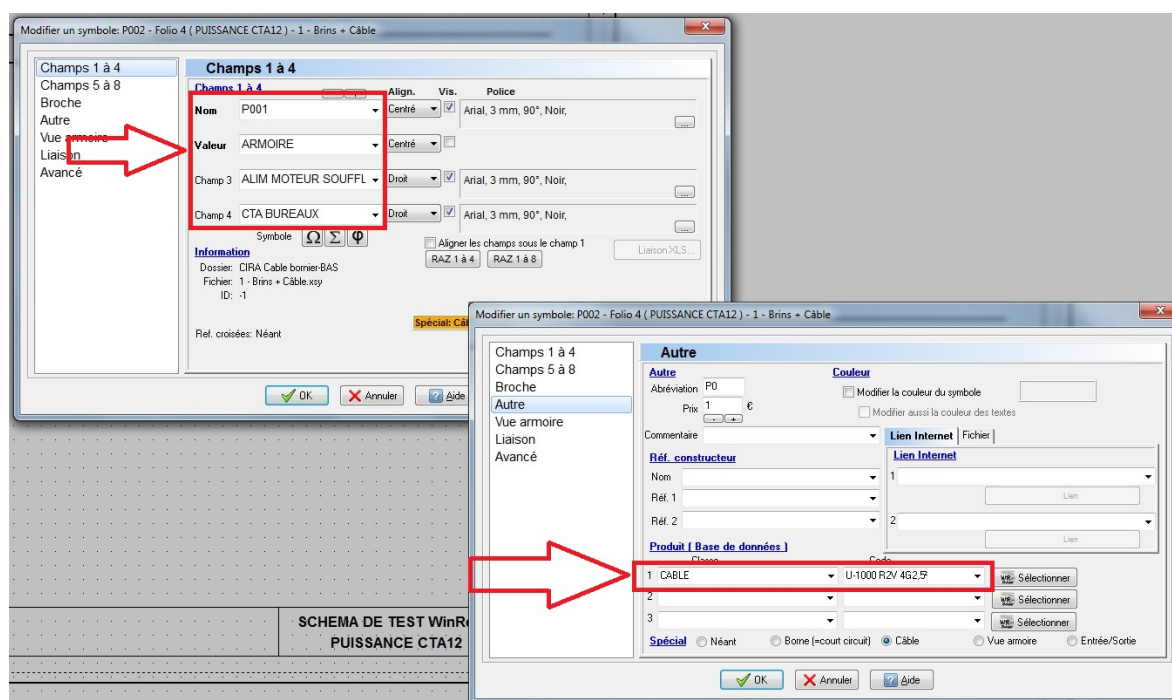 Modifier un symbole: P002 - Folio 4 ( PUISSANCE CTA12 ) - 1 - Brins + Câble
Champs 1 à 4
Champs 5 à 8
Broche
Autre
Vue armoire
Liaison
Avancé
Champs 1 à 4
Champs 1 à 4
Align. Vis. Police
Nom P001 Centré Arial, 3 mm, 90°, Noir,
...
Valeur ARMOIRE Centré
Champ 3 ALIM MOTEUR SOUFFL Droit Arial, 3 mm, 90°, Noir,
...
Champ 4 CTA BUREAUX Droit Arial, 3 mm, 90°, Noir,
...
Symbole Ω Σ φ
Aligner les champs sous le champ 1
RAZ 1 à 4 RAZ 1 à 8
Liaison XLS...
Information
Dossier: CIRA Cable bornier-BAS
Fichier: 1 - Brins + Câble.xsy
ID: -1
Spécial: Câ
Ref. croisées: Néant
OK Annuler Aide
Modifier un symbole: P002 - Folio 4 ( PUISSANCE CTA12 ) - 1 - Brins + Câble
Champs 1 à 4
Champs 5 à 8
Broche
Autre
Vue armoire
Liaison
Avancé
Autre
Autre
Abréviation P0
Prix 1 €
- +
Commentaire
Couleur
Modifier la couleur du symbole
Modifier aussi la couleur des textes
Lien Internet Fichier
Lien Internet
1
Lien
2
Lien
Réf. constructeur
Nom
Réf. 1
Réf. 2
Produit [ Base de données ]
Classe Code
1 CABLE U-1000 R2V 4G2,5² Sélectionner
2 Sélectionner
3 Sélectionner
Spécial Néant Borne (=court circuit) Câble Vue armoire Entrée/Sortie
OK Annuler Aide
SCHEMA DE TEST WinRe
PUISSANCE CTA12